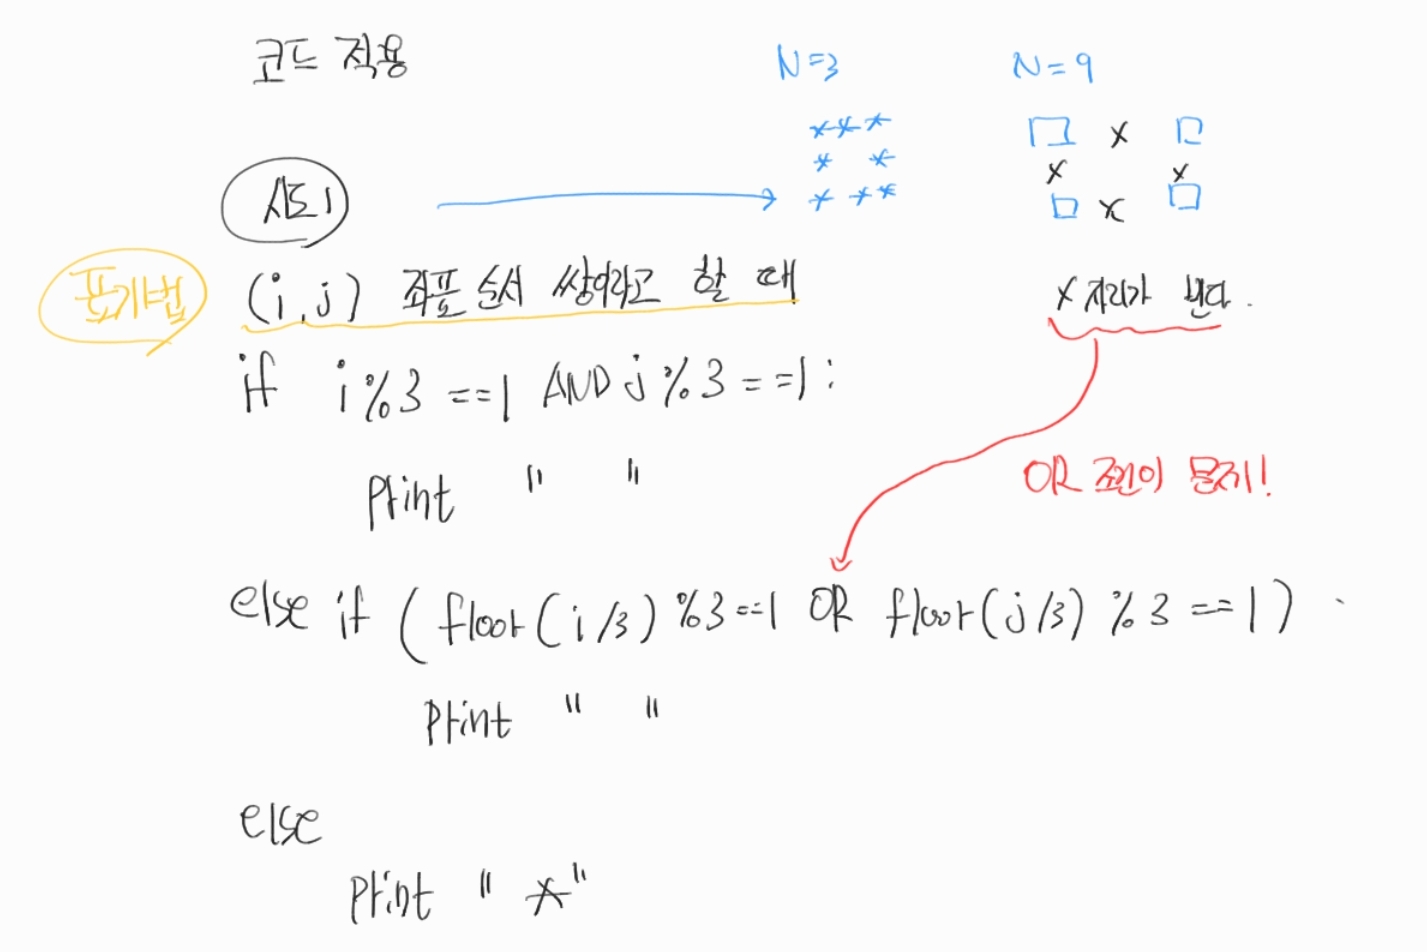 코드 적용
N=3
N=9
***
* *
* **
x
x x
x
시도1
표기법
(i,j) 좌표 순서 쌍이라고 할 때
x자리가 빈다.
if i%3 ==1 AND j%3 ==1:
Print " "
OR 조건이 문제!
else if (floor(i/3)%3==1 OR floor(j/3)%3==1)
Print " "
else
Print "*"